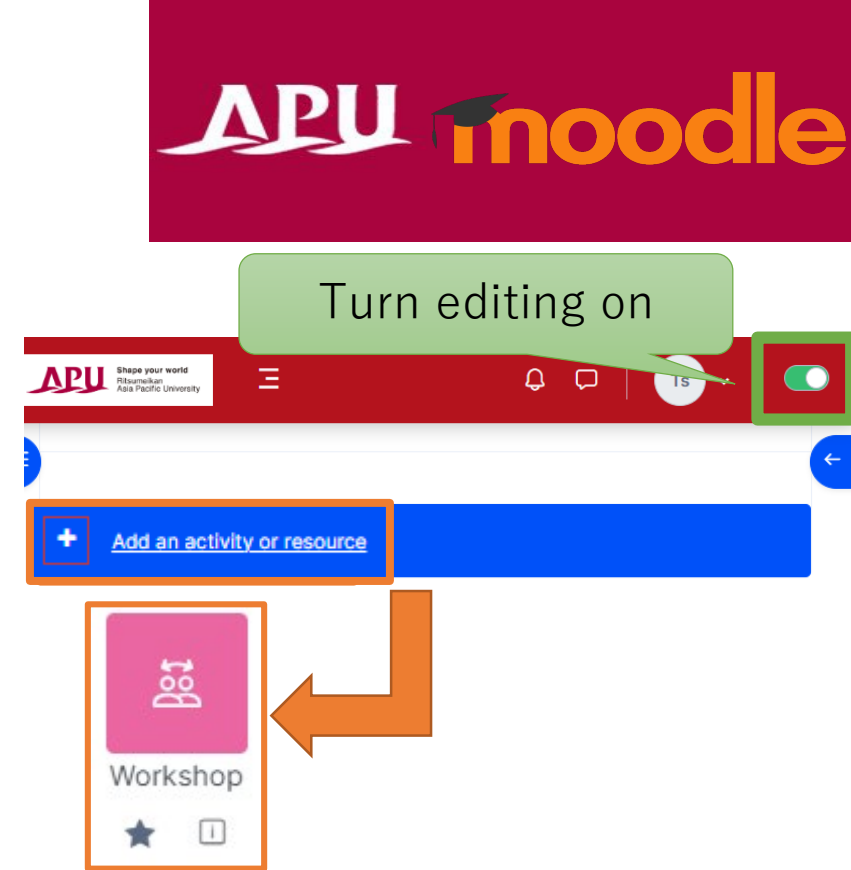 APU moodle
Turn editing on
APU
Shape your world
Ritsumeikan
Asia Pacific University
Ts
+ Add an activity or resource
Workshop
i